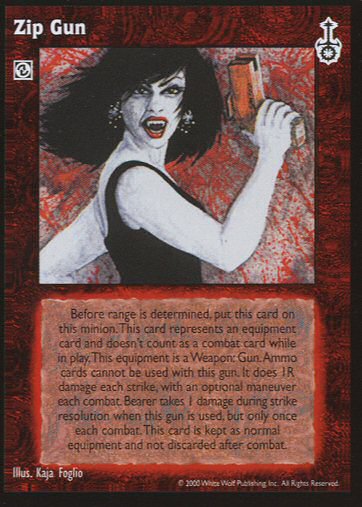 Zip Gun
Before range is determined, put this card on
this minion. This card represents an equipment
card and doesn't count as a combat card while
in play. This equipment is a Weapon: Gun. Ammo
cards cannot be used with this gun. It does 1R
damage each strike, with an optional maneuver
each combat. Bearer takes 1 damage during strike
resolution when this gun is used, but only once
each combat. This card is kept as normal
equipment and not discarded after combat.
Illus. Kaja Foglio
© 2000 White Wolf Publishing Inc. All Rights Reserved.